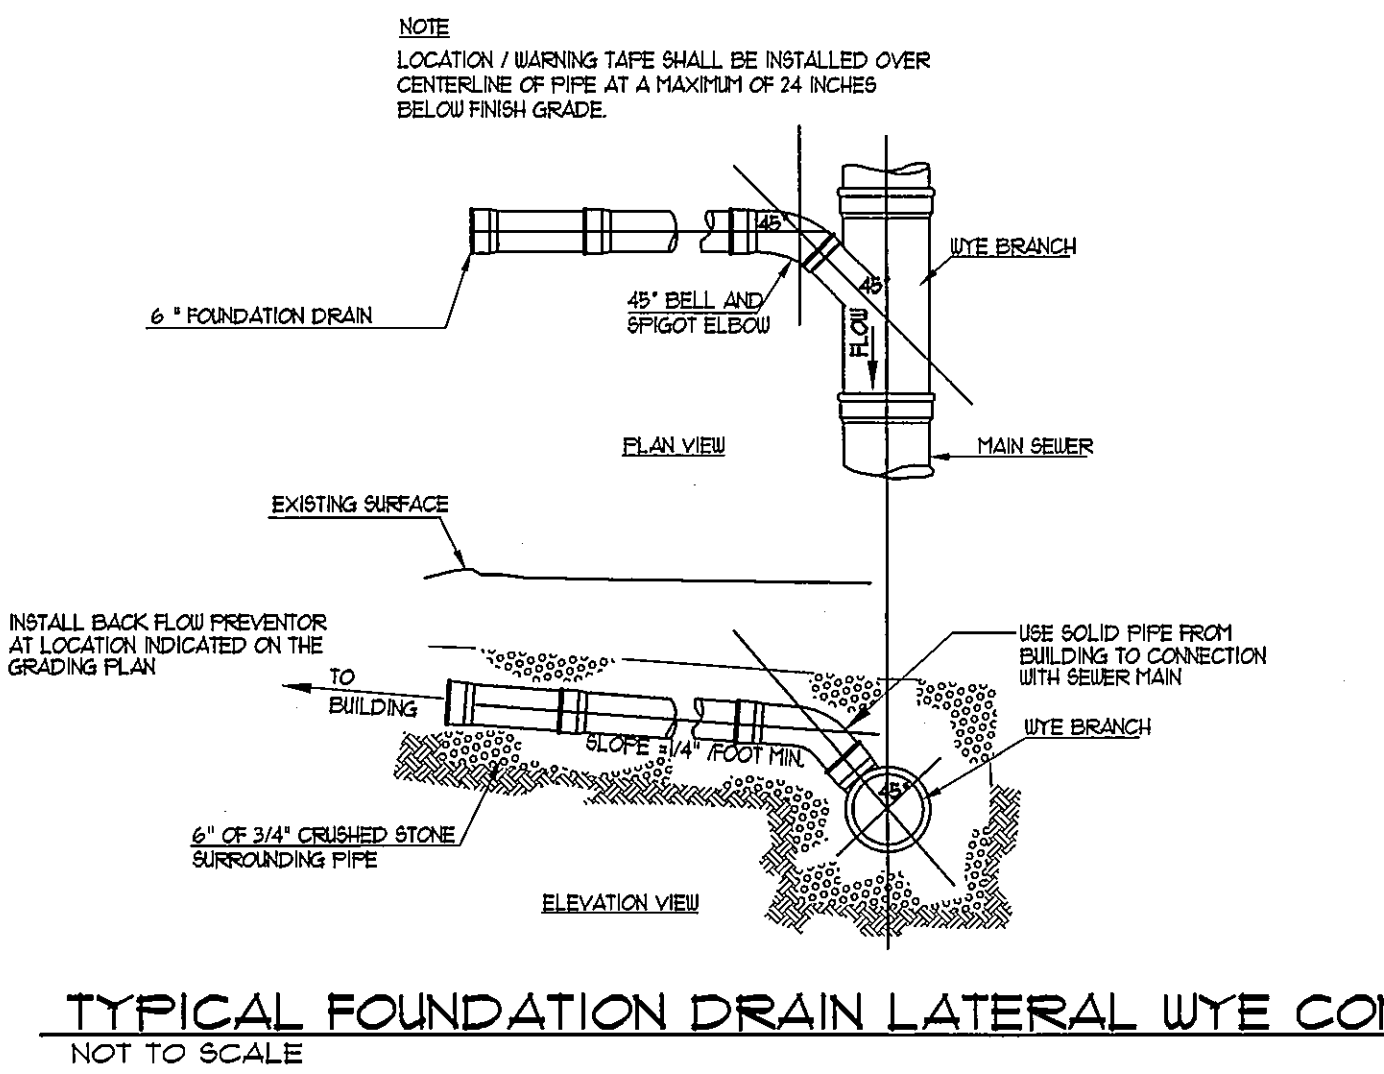 NOTE
LOCATION / WARNING TAPE SHALL BE INSTALLED OVER
CENTERLINE OF PIPE AT A MAXIMUM OF 24 INCHES
BELOW FINISH GRADE.
45°
WYE BRANCH
45°
45° BELL AND
SPIGOT ELBOW
6 " FOUNDATION DRAIN
FLOW
PLAN VIEW
MAIN SEWER
EXISTING SURFACE
INSTALL BACK FLOW PREVENTOR
AT LOCATION INDICATED ON THE
GRADING PLAN
USE SOLID PIPE FROM
BUILDING TO CONNECTION
WITH SEWER MAIN
TO
BUILDING
WYE BRANCH
SLOPE =1/4" /FOOT MIN.
45°
6" OF 3/4" CRUSHED STONE
SURROUNDING PIPE
ELEVATION VIEW
TYPICAL FOUNDATION DRAIN LATERAL WYE CO
NOT TO SCALE